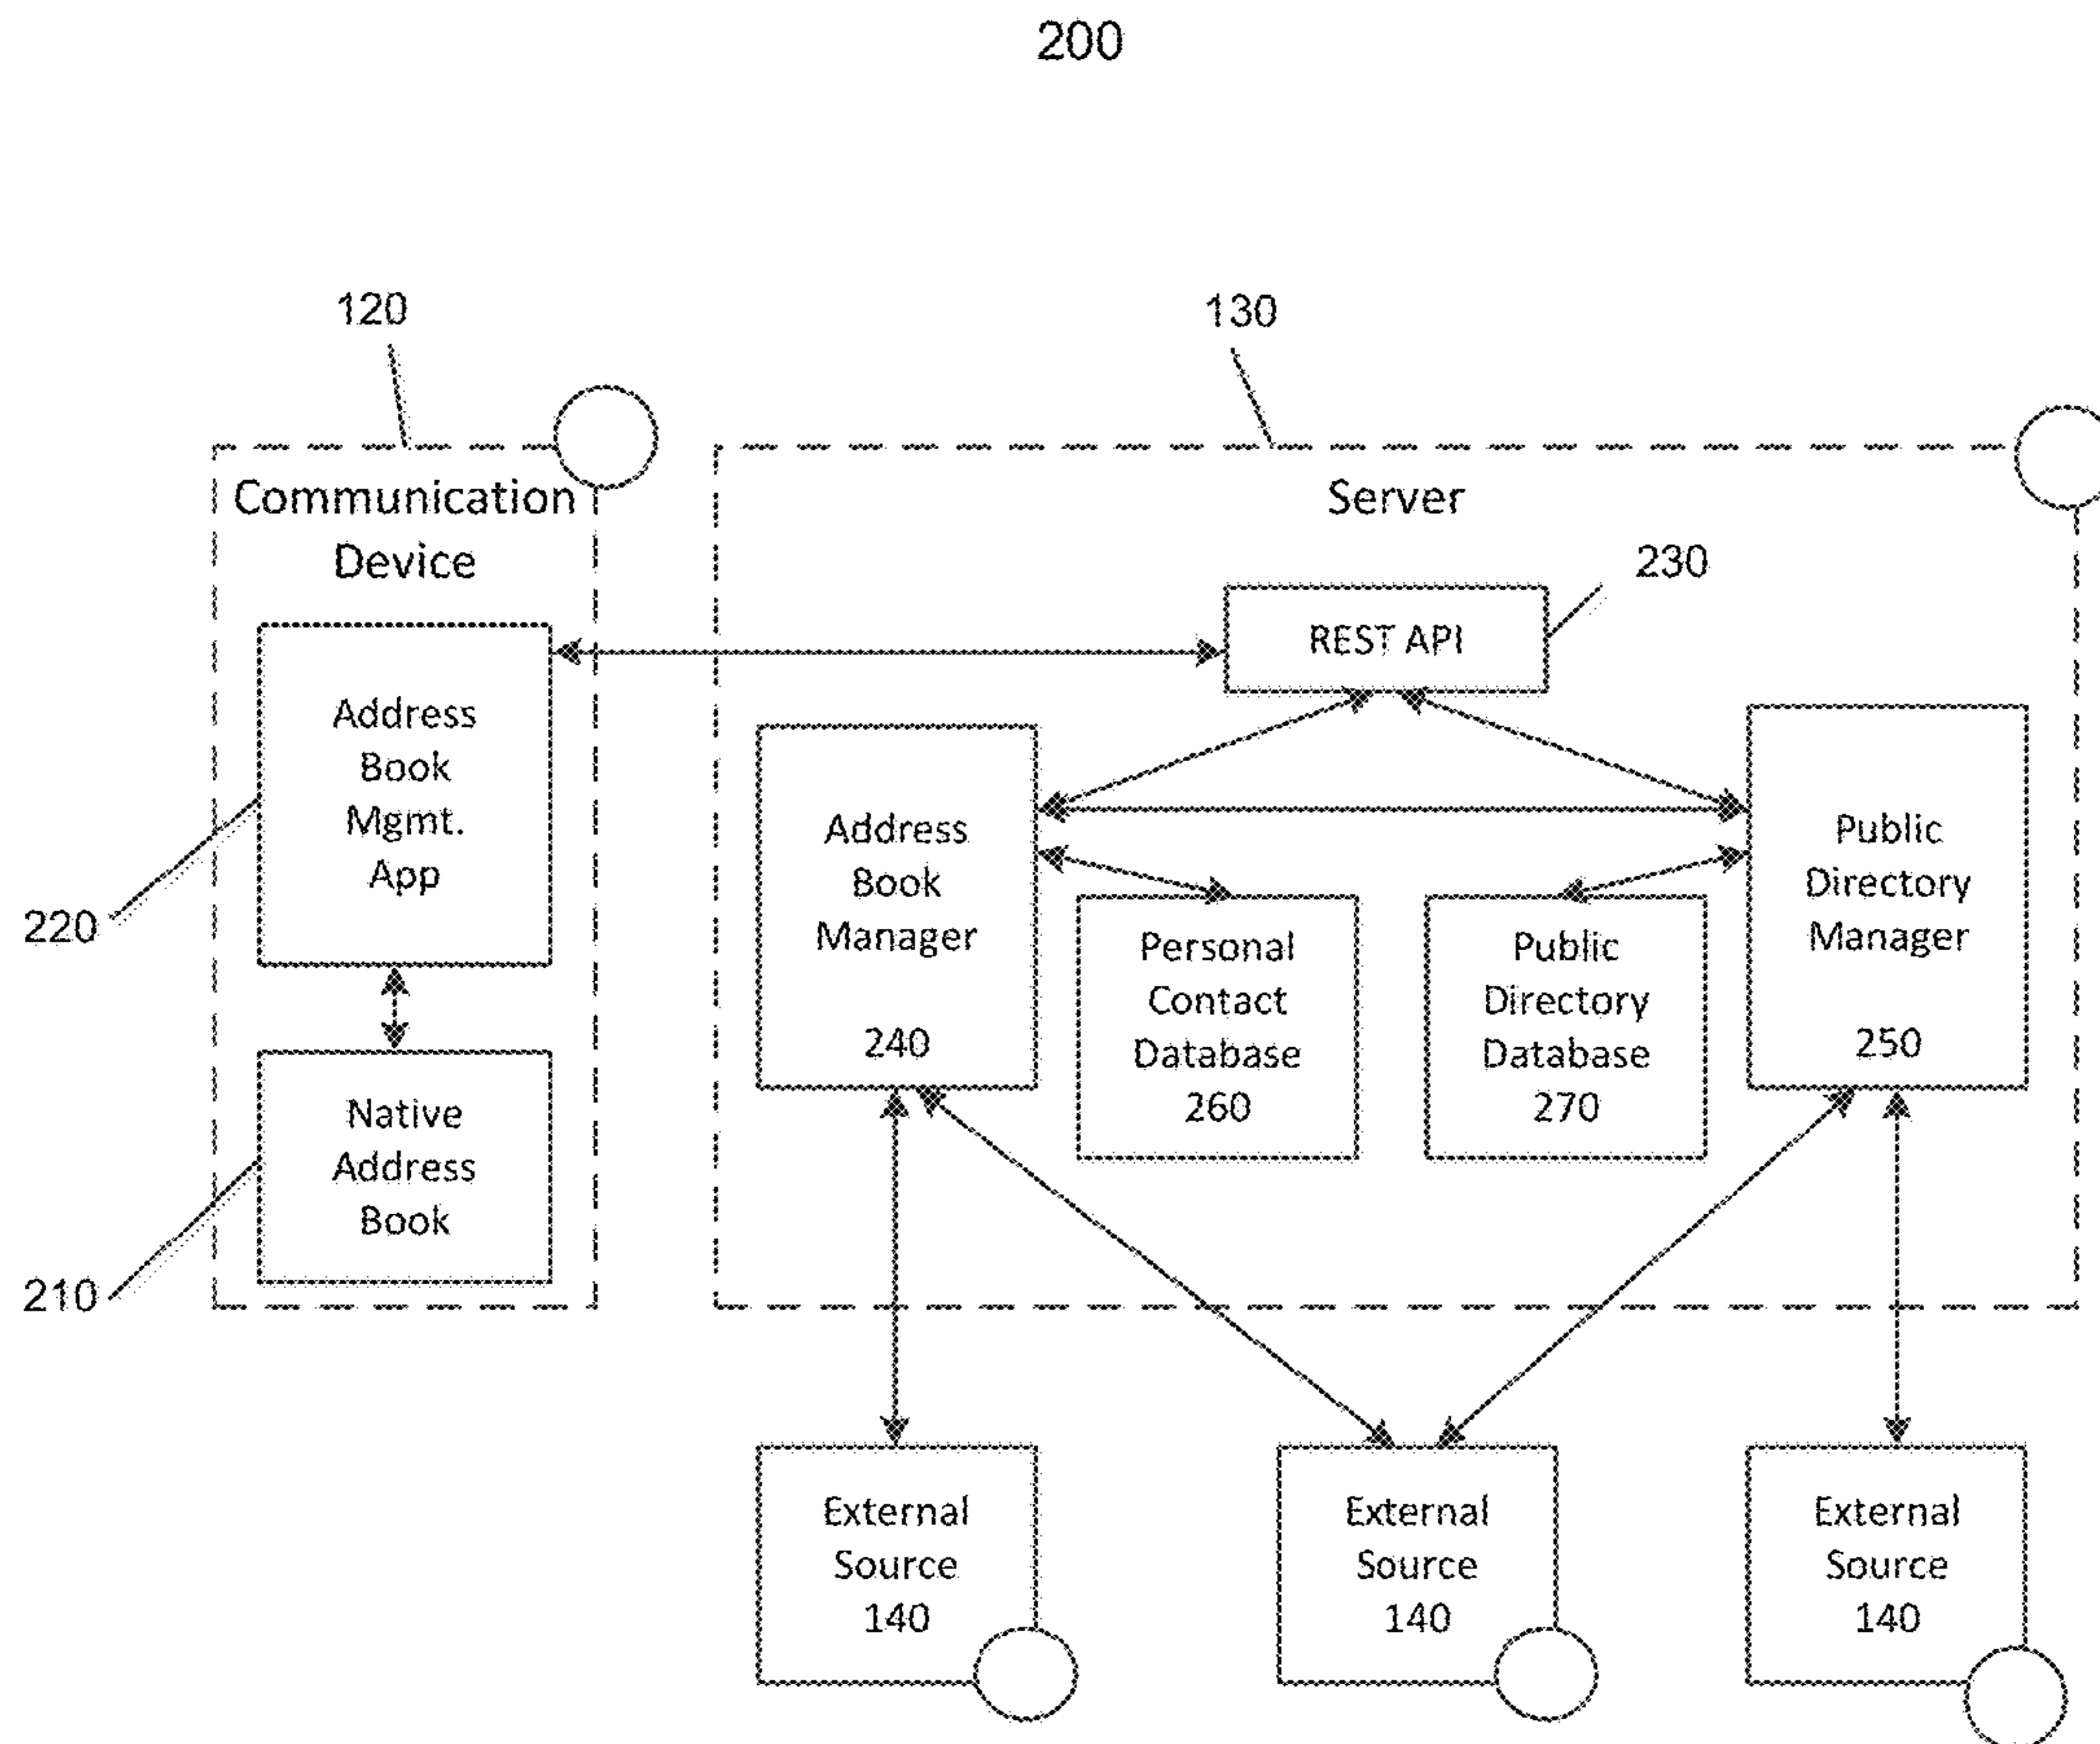 200
120
130
Communication
Device
Server
230
REST API
Address
Book
Mgmt.
App
220
Native
Address
Book
210
Address
Book
Manager
240
Personal
Contact
Database
260
Public
Directory
Database
270
Public
Directory
Manager
250
External
Source
140
External
Source
140
External
Source
140